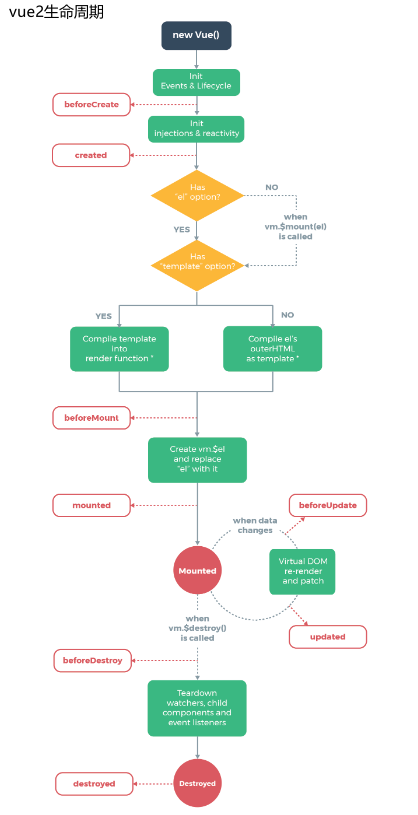 vue2生命周期
new Vue()
Init
Events & Lifecycle
beforeCreate
Init
injections & reactivity
created
Has
"el" option?
NO
when
vm.$mount(el)
is called
YES
Has
"template" option?
YES
NO
Compile template
into
render function *
Compile el's
outerHTML
as template *
beforeMount
Create vm.$el
and replace
"el" with it
mounted
when data
changes
beforeUpdate
Mounted
Virtual DOM
re-render
and patch
when
vm.$destroy()
is called
updated
beforeDestroy
Teardown
watchers, child
components and
event listeners
destroyed
Destroyed